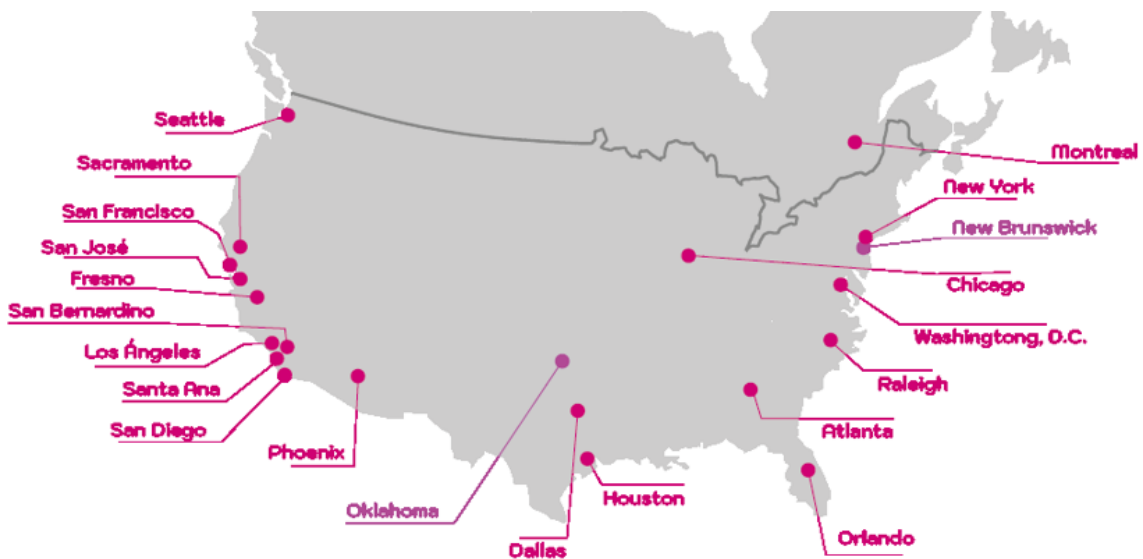 Seattle
Sacramento
San Francisco
San José
Fresno
San Bernardino
Los Ángeles
Santa Ana
San Diego
Phoenix
Oklahoma
Dallas
Houston
Orlando
Atlanta
Raleigh
Washingtong, D.C.
Chicago
New Brunswick
New York
Montreal